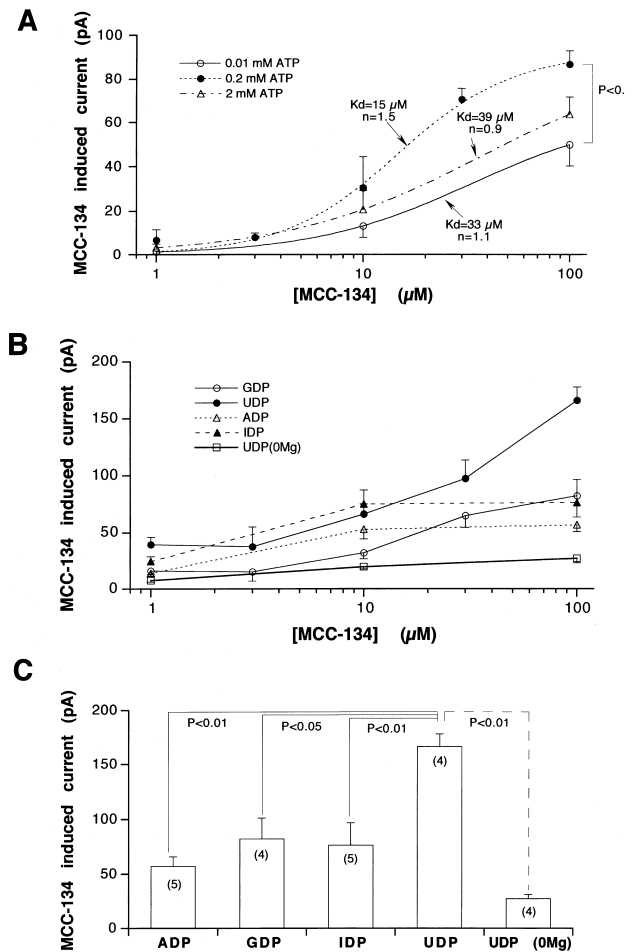 A
MCC-134 induced current (pA)
100
80
60
40
20
0
0.01 mM ATP
0.2 mM ATP
2 mM ATP
Kd=15 µM
n=1.5
Kd=39 µM
n=0.9
Kd=33 µM
n=1.1
P<0.
1
10
100
[MCC-134] (µM)
B
MCC-134 induced current (pA)
200
150
100
50
0
GDP
UDP
ADP
IDP
UDP(0Mg)
1
10
100
[MCC-134] (µM)
C
MCC-134 induced current (pA)
200
150
100
50
0
P<0.01
P<0.05
P<0.01
P<0.01
(5)
(4)
(5)
(4)
(4)
ADP GDP IDP UDP UDP (0Mg)